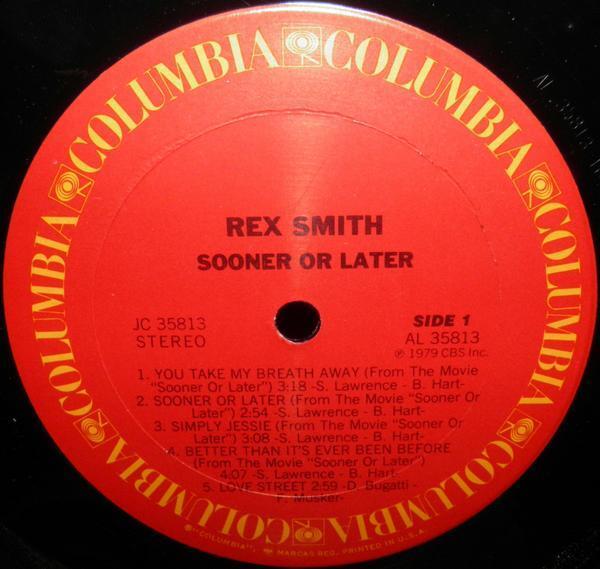 COLUMBIA COLUMBIA COLUMBIA COLUMBIA COLUMBIA COLUMBIA
REX SMITH
SOONER OR LATER
JC 35813
STEREO
SIDE 1
AL 35813
℗ 1979 CBS Inc.
1. YOU TAKE MY BREATH AWAY (From The Movie
"Sooner Or Later") 3:18 -S. Lawrence - B. Hart-
2. SOONER OR LATER (From The Movie "Sooner Or
Later") 2:54 -S. Lawrence - B. Hart-
3. SIMPLY JESSIE (From The Movie "Sooner Or
Later") 3:08 -S. Lawrence - B. Hart-
4. BETTER THAN IT'S EVER BEEN BEFORE
(From The Movie "Sooner Or Later")
4:07 -S. Lawrence - B. Hart-
5. LOVE STREET 2:59 -D. Bugatti -
F. Musker-
"COLUMBIA", MARCAS REG. PRINTED IN U.S.A.